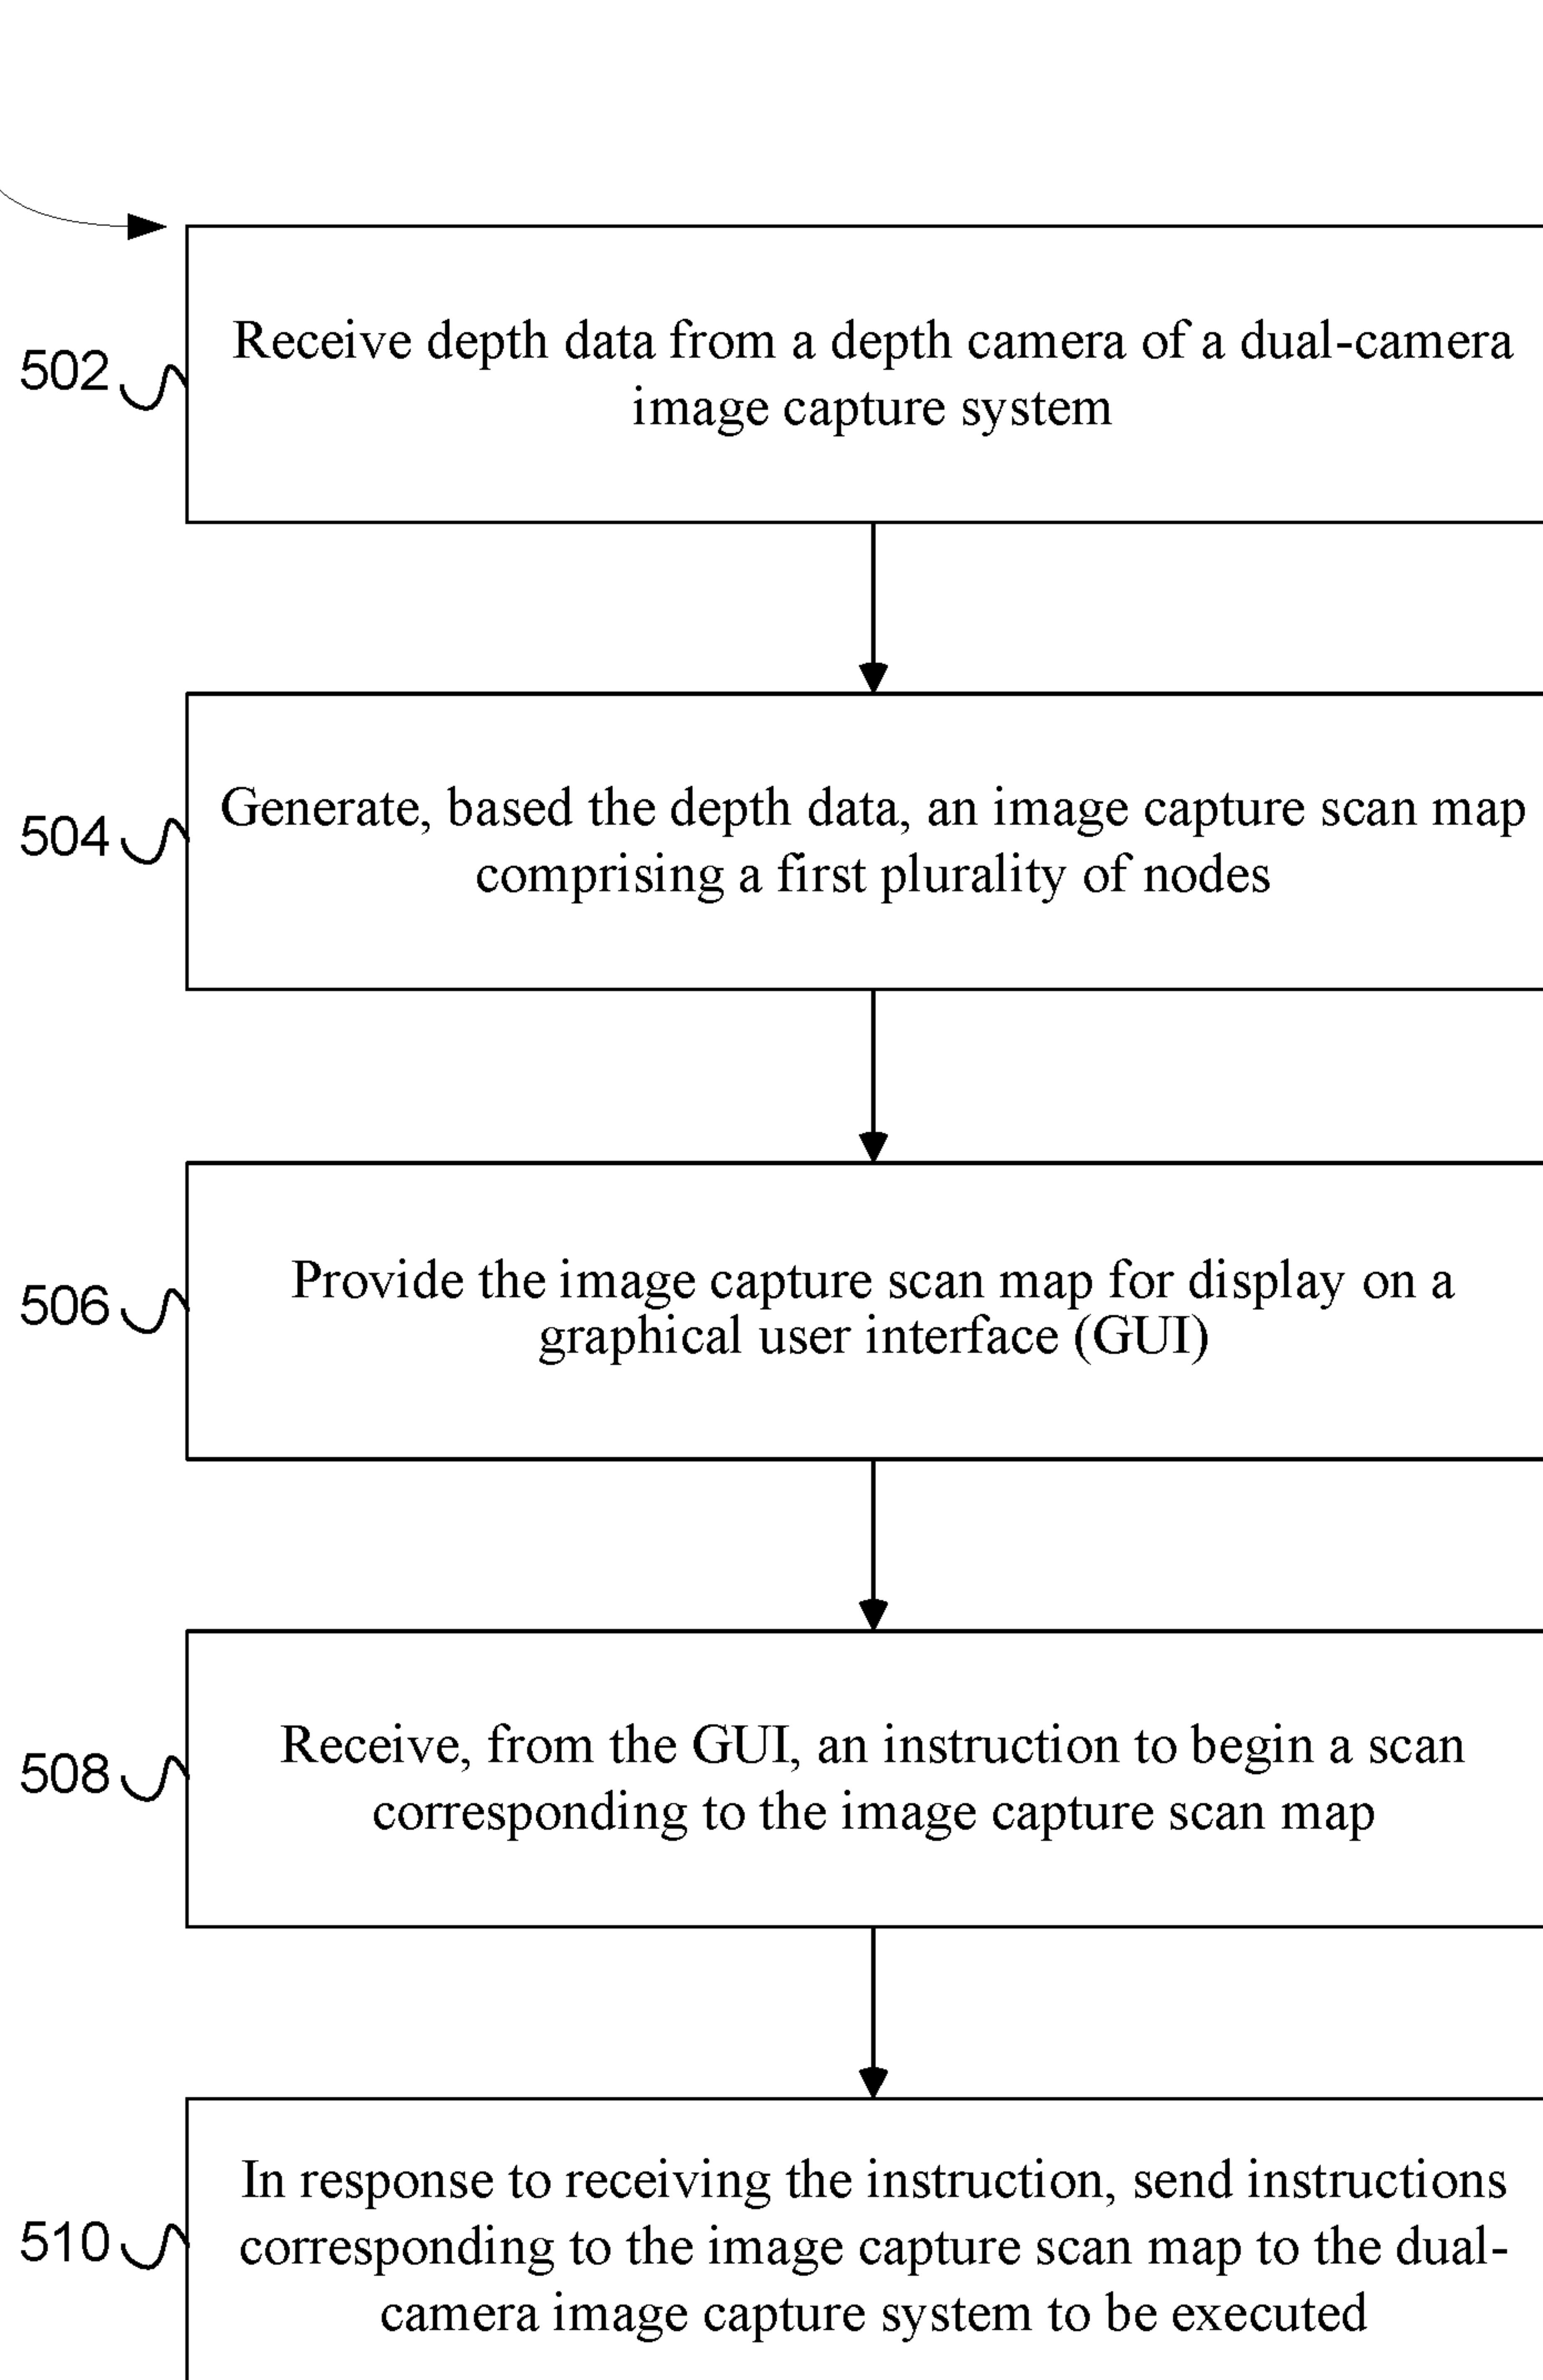 502
Receive depth data from a depth camera of a dual-camera
image capture system
504
Generate, based the depth data, an image capture scan map
comprising a first plurality of nodes
506
Provide the image capture scan map for display on a
graphical user interface (GUI)
508
Receive, from the GUI, an instruction to begin a scan
corresponding to the image capture scan map
510
In response to receiving the instruction, send instructions
corresponding to the image capture scan map to the dual-
camera image capture system to be executed